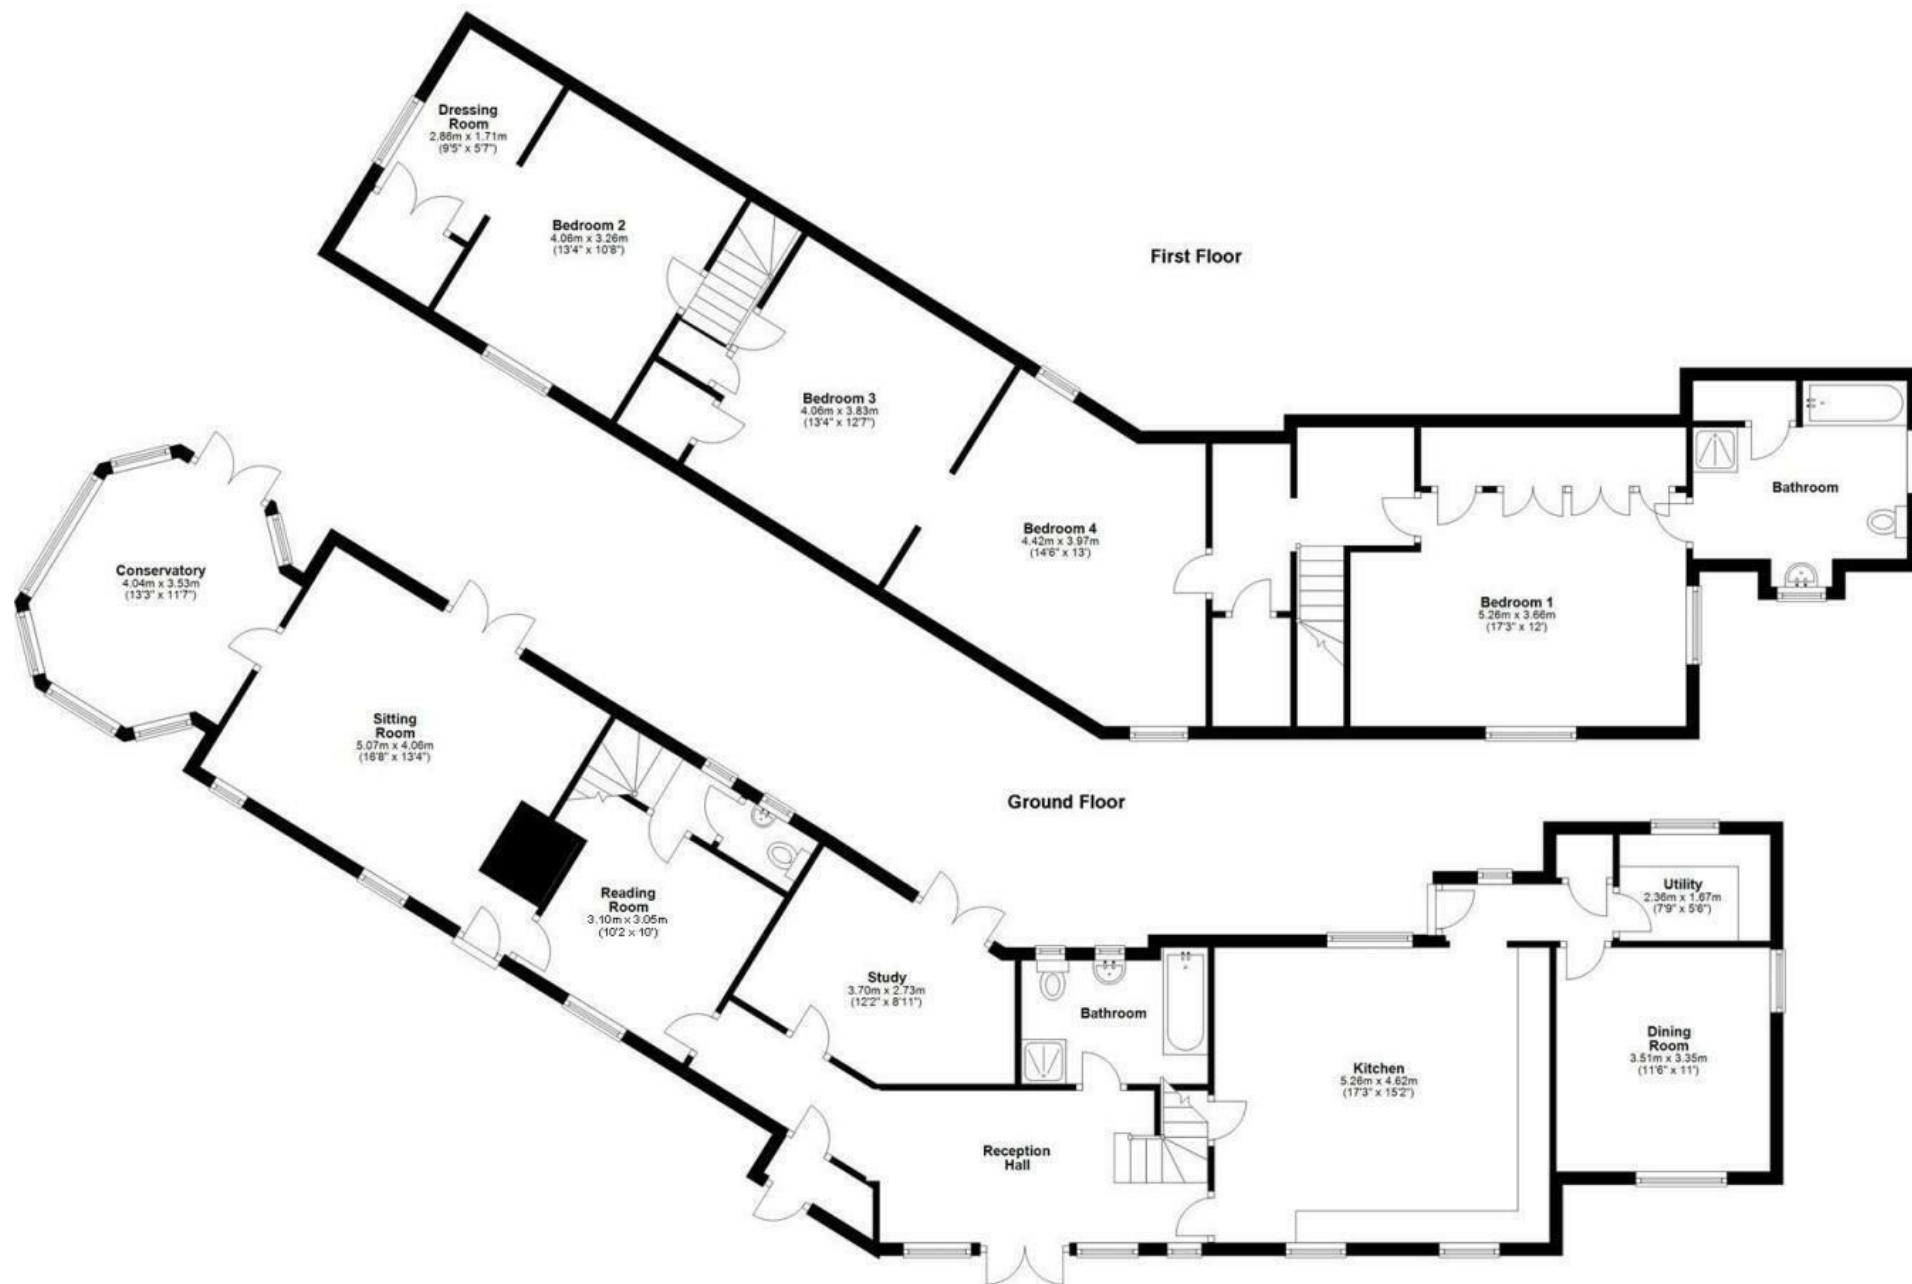 First Floor
Dressing
Room
2.86m x 1.71m
(9'5" x 5'7")
Bedroom 2
4.06m x 3.26m
(13'4" x 10'8")
Bedroom 3
4.06m x 3.83m
(13'4" x 12'7")
Bedroom 4
4.42m x 3.97m
(14'6" x 13')
Bedroom 1
5.26m x 3.66m
(17'3" x 12')
Bathroom
Ground Floor
Conservatory
4.04m x 3.53m
(13'3" x 11'7")
Sitting
Room
5.07m x 4.06m
(16'8" x 13'4")
Reading
Room
3.10m x 3.05m
(10'2 x 10')
Study
3.70m x 2.73m
(12'2" x 8'11")
Bathroom
Reception
Hall
Kitchen
5.26m x 4.62m
(17'3" x 15'2")
Utility
2.36m x 1.67m
(7'9" x 5'6")
Dining
Room
3.51m x 3.35m
(11'6" x 11')